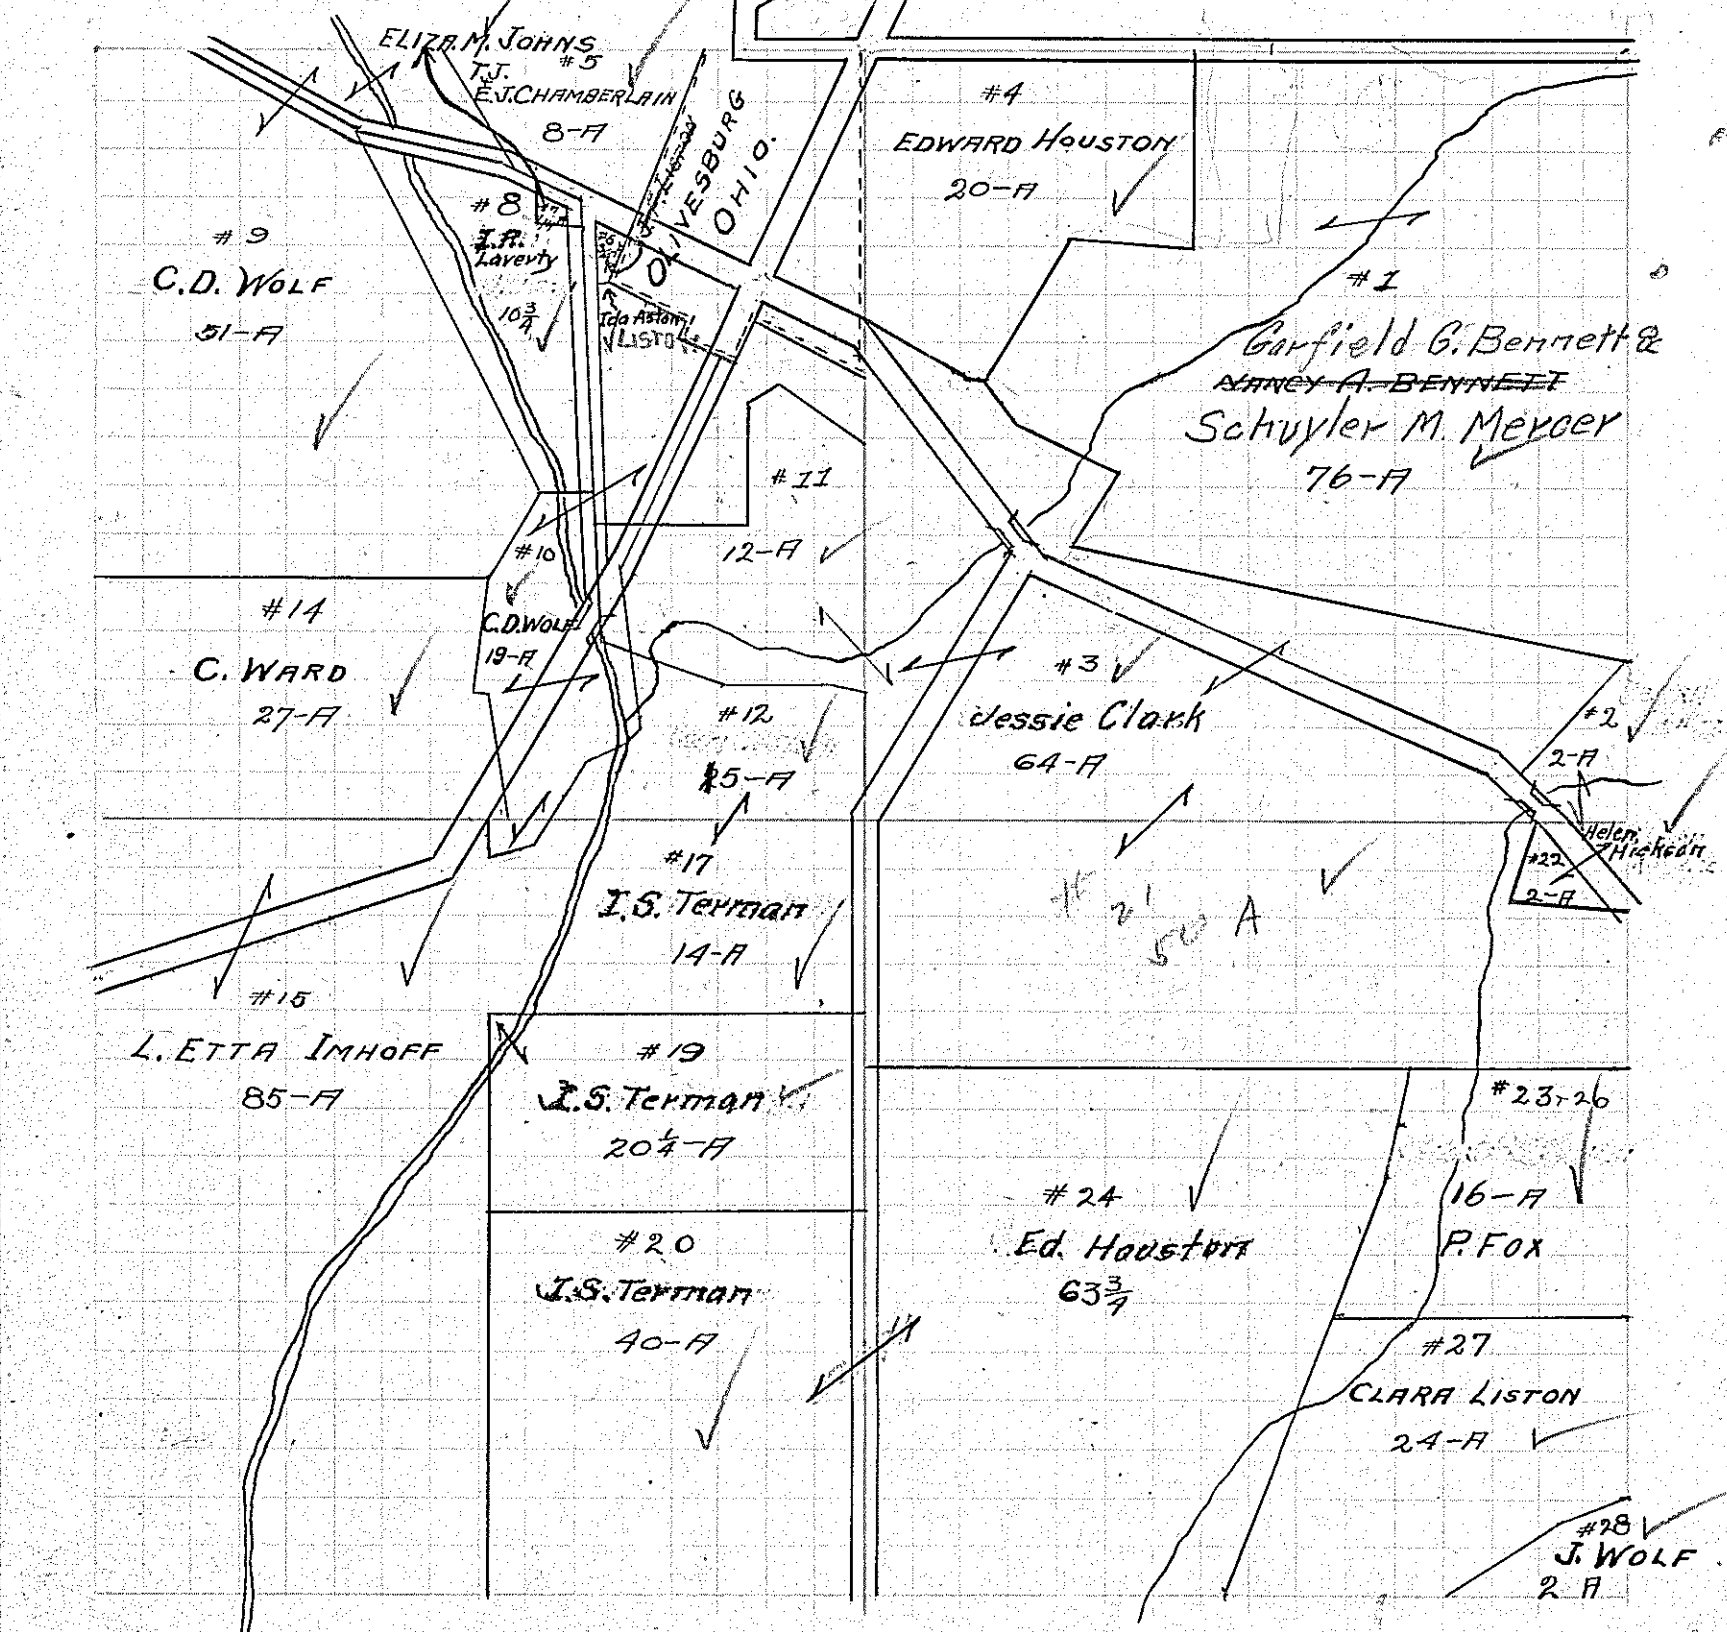 ELIZA. M. JOHNS
#5
T.J.
E.J. CHAMBERLAIN
8-A
OLIVESBURG
OHIO.
#4
EDWARD HOUSTON
20-A
#1
Garfield G. Bennett &
NANCY A. BENNETT
Schuyler M. Mercer
76-A
#9
C.D. WOLF
51-A
#8
I.A.
Laverty
10 3/4
Ida Aston
LISTON
#11
12-A
#10
C.D. WOLF
19-A
#14
C. WARD
27-A
#12
25-A
#3
Jessie Clark
64-A
#2
2-A
Helen
Hickson
#22
2-A
#17
I.S. Terman
14-A
A
#15
L. ETTA IMHOFF
85-A
#19
I.S. Terman
20 1/4-A
#23-26
16-A
P. FOX
#24
Ed. Houston
63 3/4
#20
I.S. Terman
40-A
#27
CLARA LISTON
24-A
#28
J. WOLF
2 A